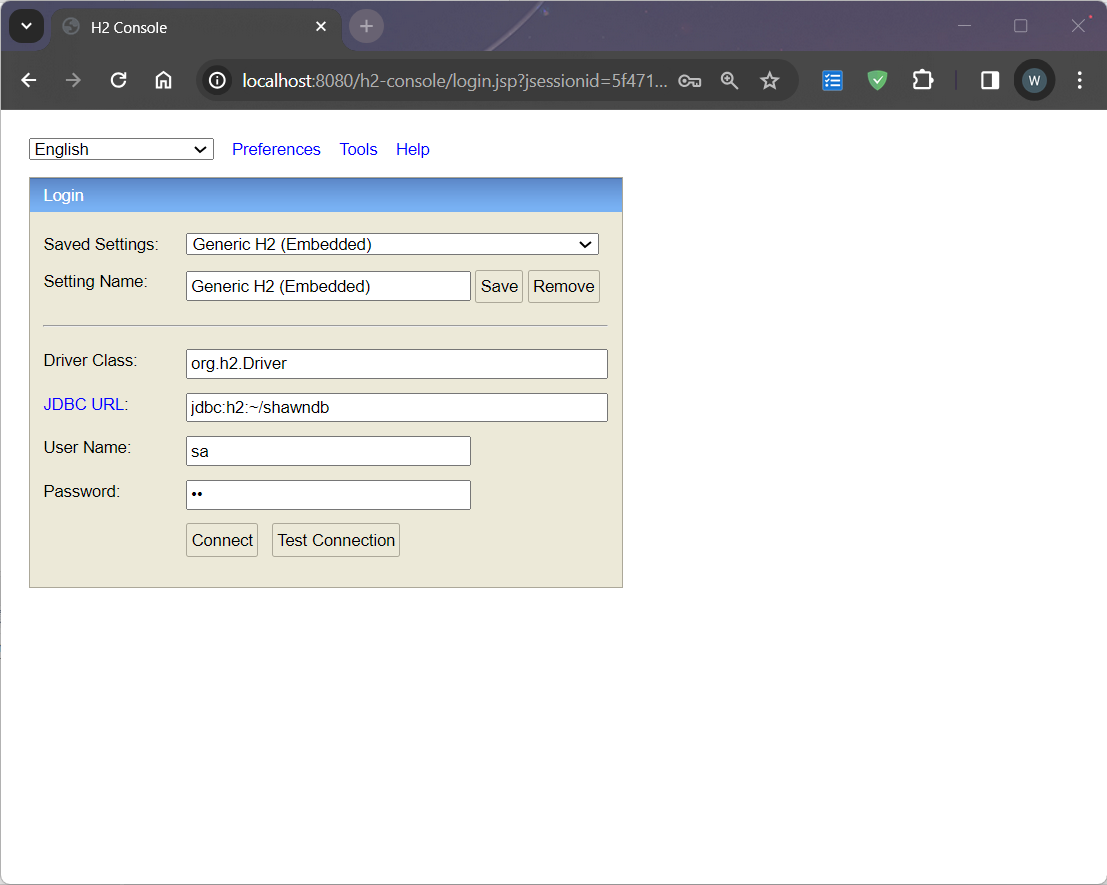 H2 Console
localhost:8080/h2-console/login.jsp?jsessionid=5f471...
W
English Preferences Tools Help
Login
Saved Settings: Generic H2 (Embedded)
Setting Name: Generic H2 (Embedded) Save Remove
Driver Class: org.h2.Driver
JDBC URL: jdbc:h2:~/shawndb
User Name: sa
Password: ••
Connect Test Connection